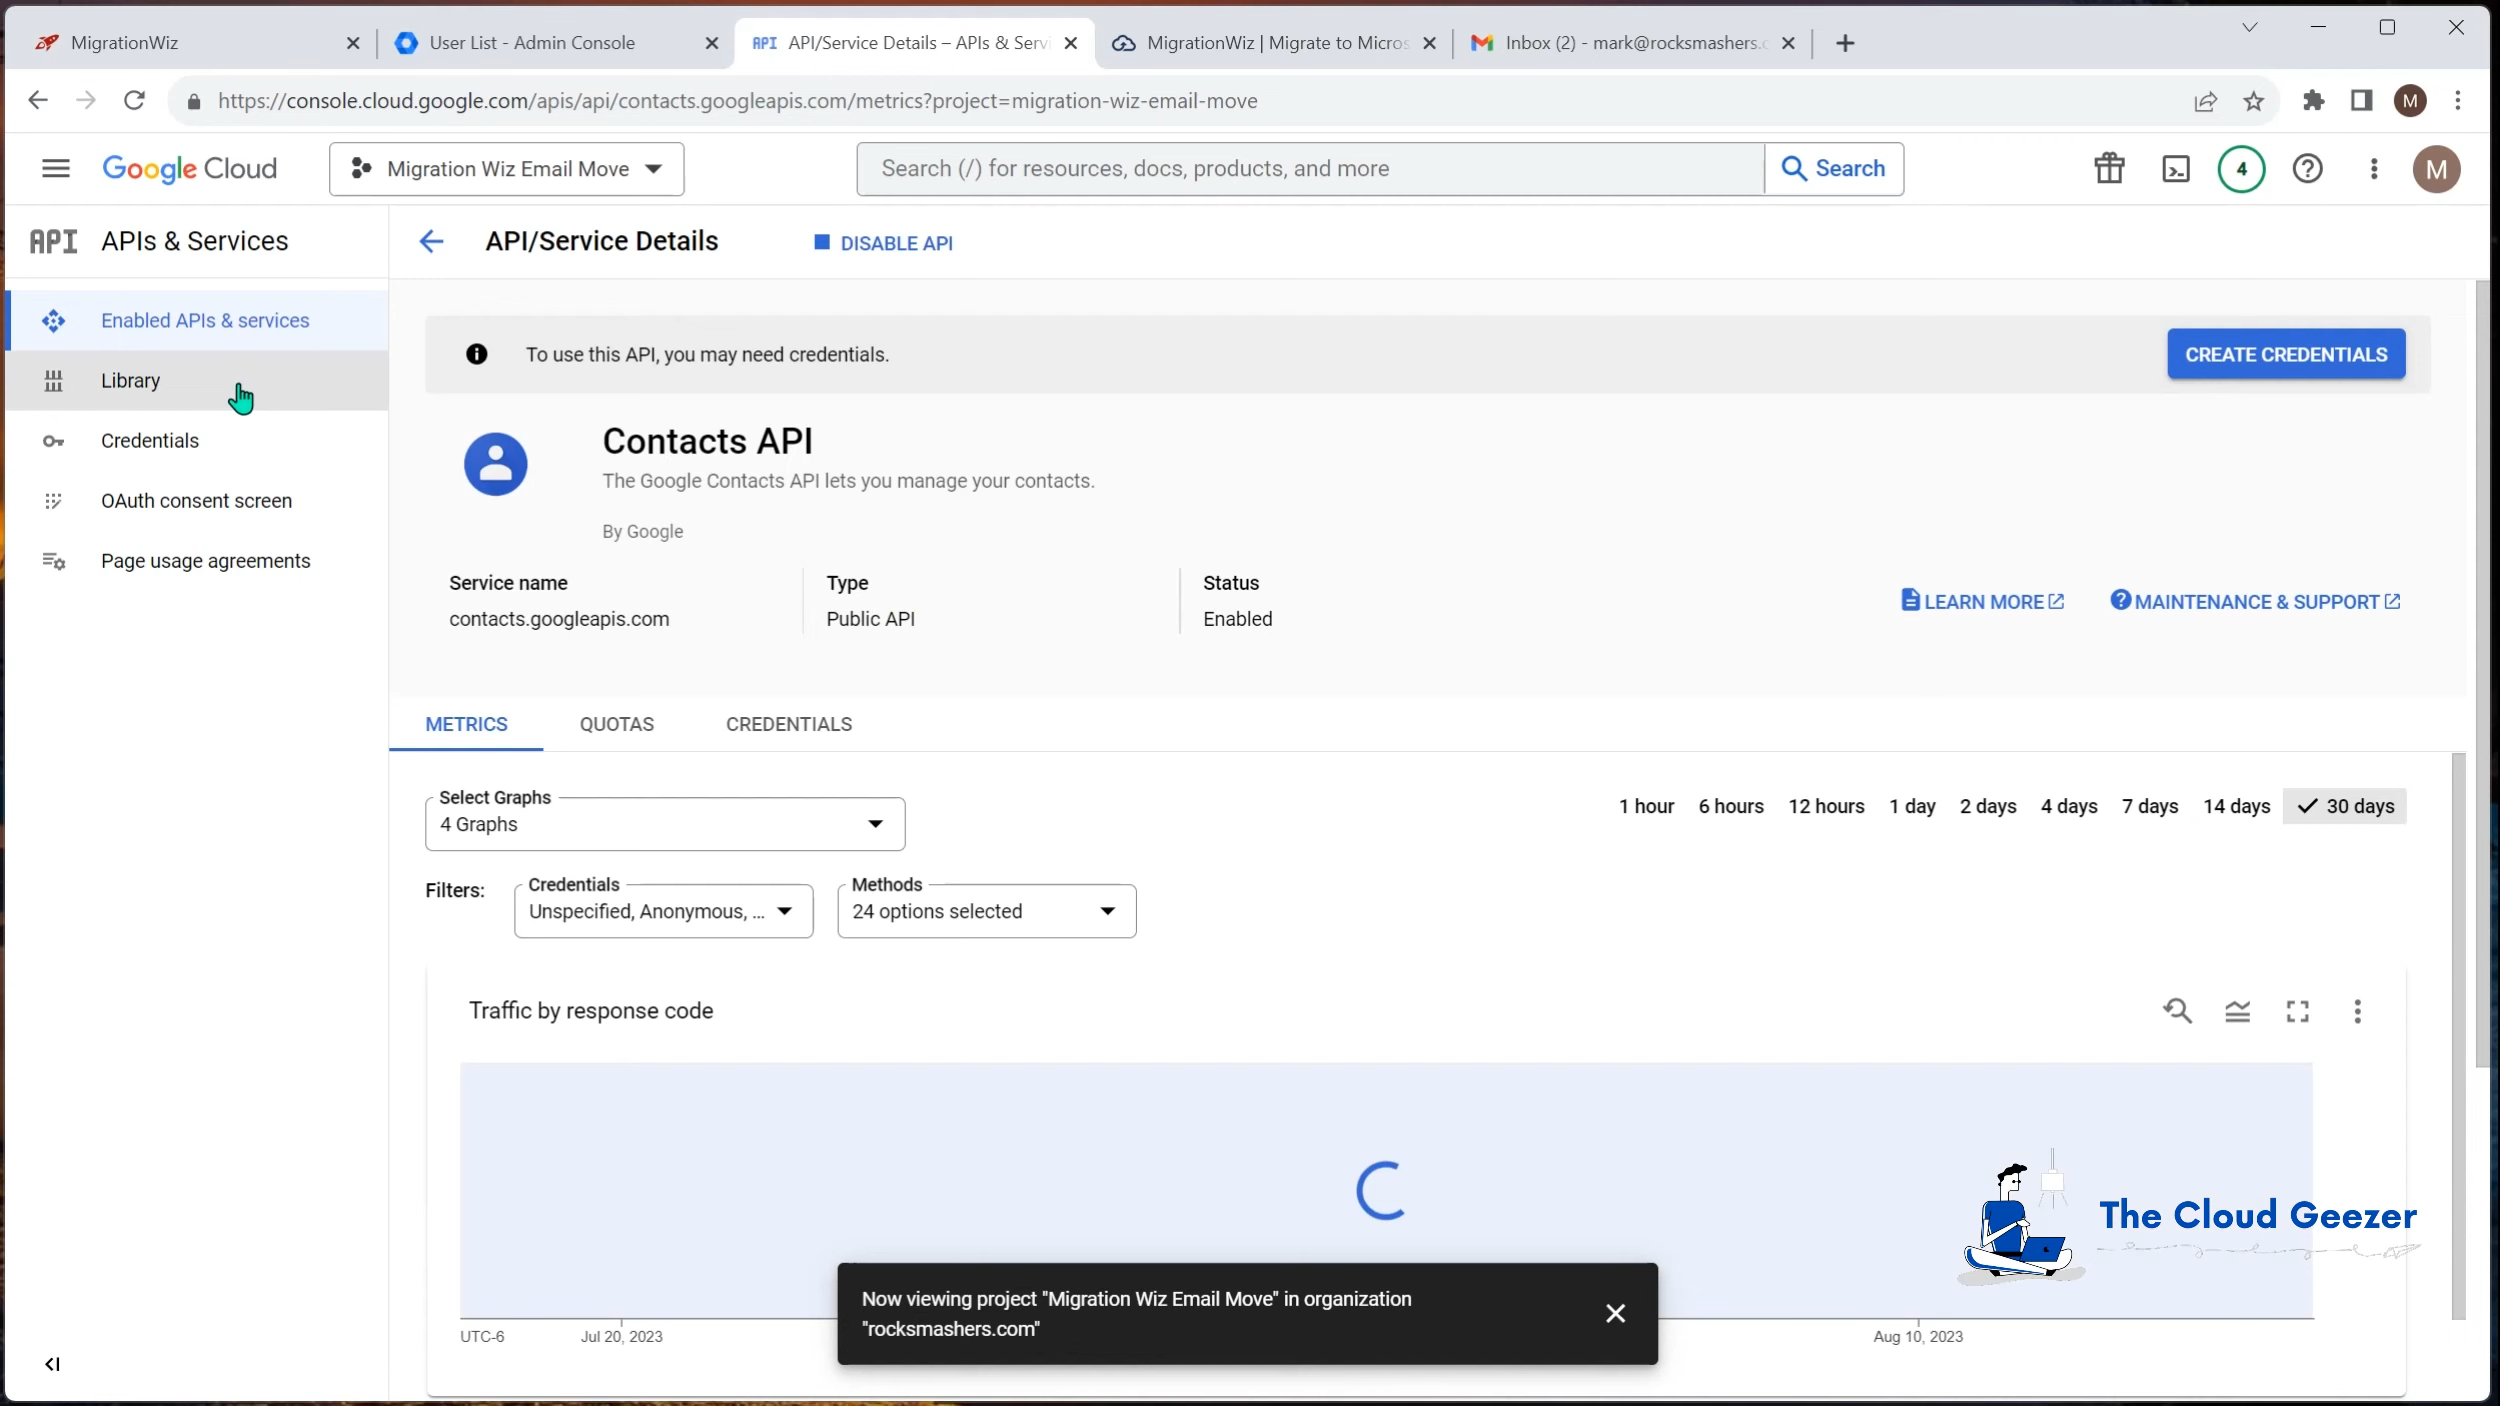 MigrationWiz
User List - Admin Console
API API/Service Details – APIs & Servi
MigrationWiz | Migrate to Micros
Inbox (2) - mark@rocksmashers.c
https://console.cloud.google.com/apis/api/contacts.googleapis.com/metrics?project=migration-wiz-email-move
M
Google Cloud
Migration Wiz Email Move
Search (/) for resources, docs, products, and more
Search
4
M
API APIs & Services
API/Service Details
DISABLE API
Enabled APIs & services
Library
Credentials
OAuth consent screen
Page usage agreements
To use this API, you may need credentials.
CREATE CREDENTIALS
Contacts API
The Google Contacts API lets you manage your contacts.
By Google
Service name
contacts.googleapis.com
Type
Public API
Status
Enabled
LEARN MORE
MAINTENANCE & SUPPORT
METRICS
QUOTAS
CREDENTIALS
Select Graphs
4 Graphs
1 hour 6 hours 12 hours 1 day 2 days 4 days 7 days 14 days 30 days
Filters:
Credentials
Unspecified, Anonymous, ...
Methods
24 options selected
Traffic by response code
The Cloud Geezer
Now viewing project "Migration Wiz Email Move" in organization
"rocksmashers.com"
UTC-6
Jul 20, 2023
Aug 10, 2023